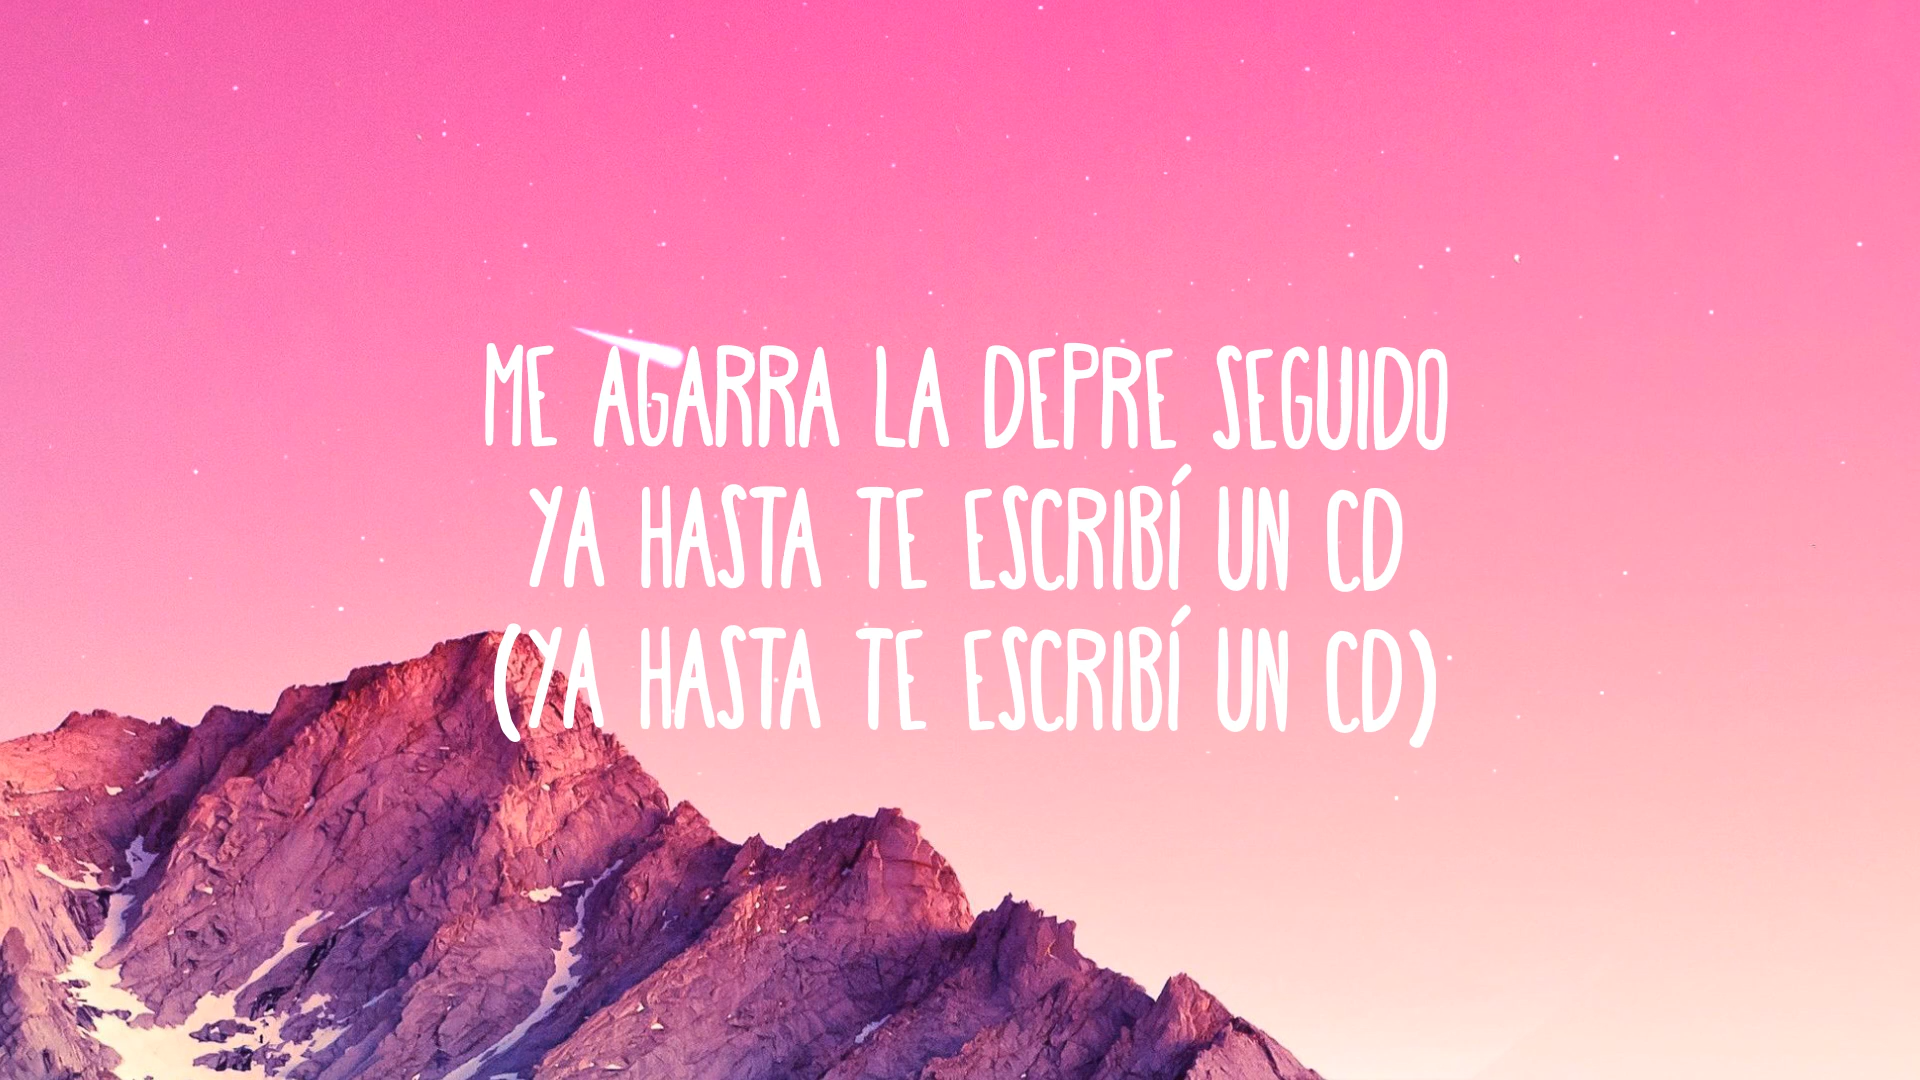 ME AGARRA LA DEPRE SEGUIDO
YA HASTA TE ESCRIBÍ UN CD
(YA HASTA TE ESCRIBÍ UN CD)